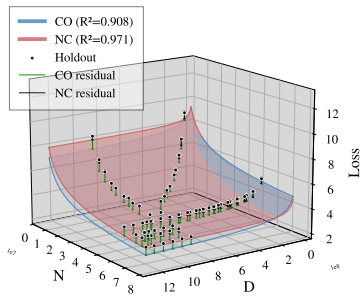 CO (R²=0.908)
NC (R²=0.971)
Holdout
CO residual
NC residual
12
10
8
6
4
2
Loss
0
1
2
3
4
5
6
7
8
N
12
10
8
6
4
2
0
D
1e8